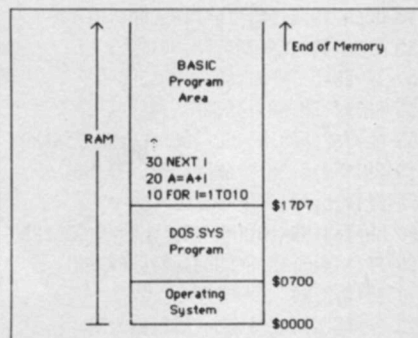 End of Memory
BASIC
Program
Area
RAM
30 NEXT I
20 A=A+I
10 FOR I=1TO10
$17D7
DOS.SYS
Program
$0700
Operating
System
$0000